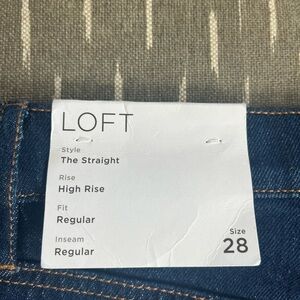 LOFT
Style
The Straight
Rise
High Rise
Fit
Regular
Inseam
Regular
Size
28